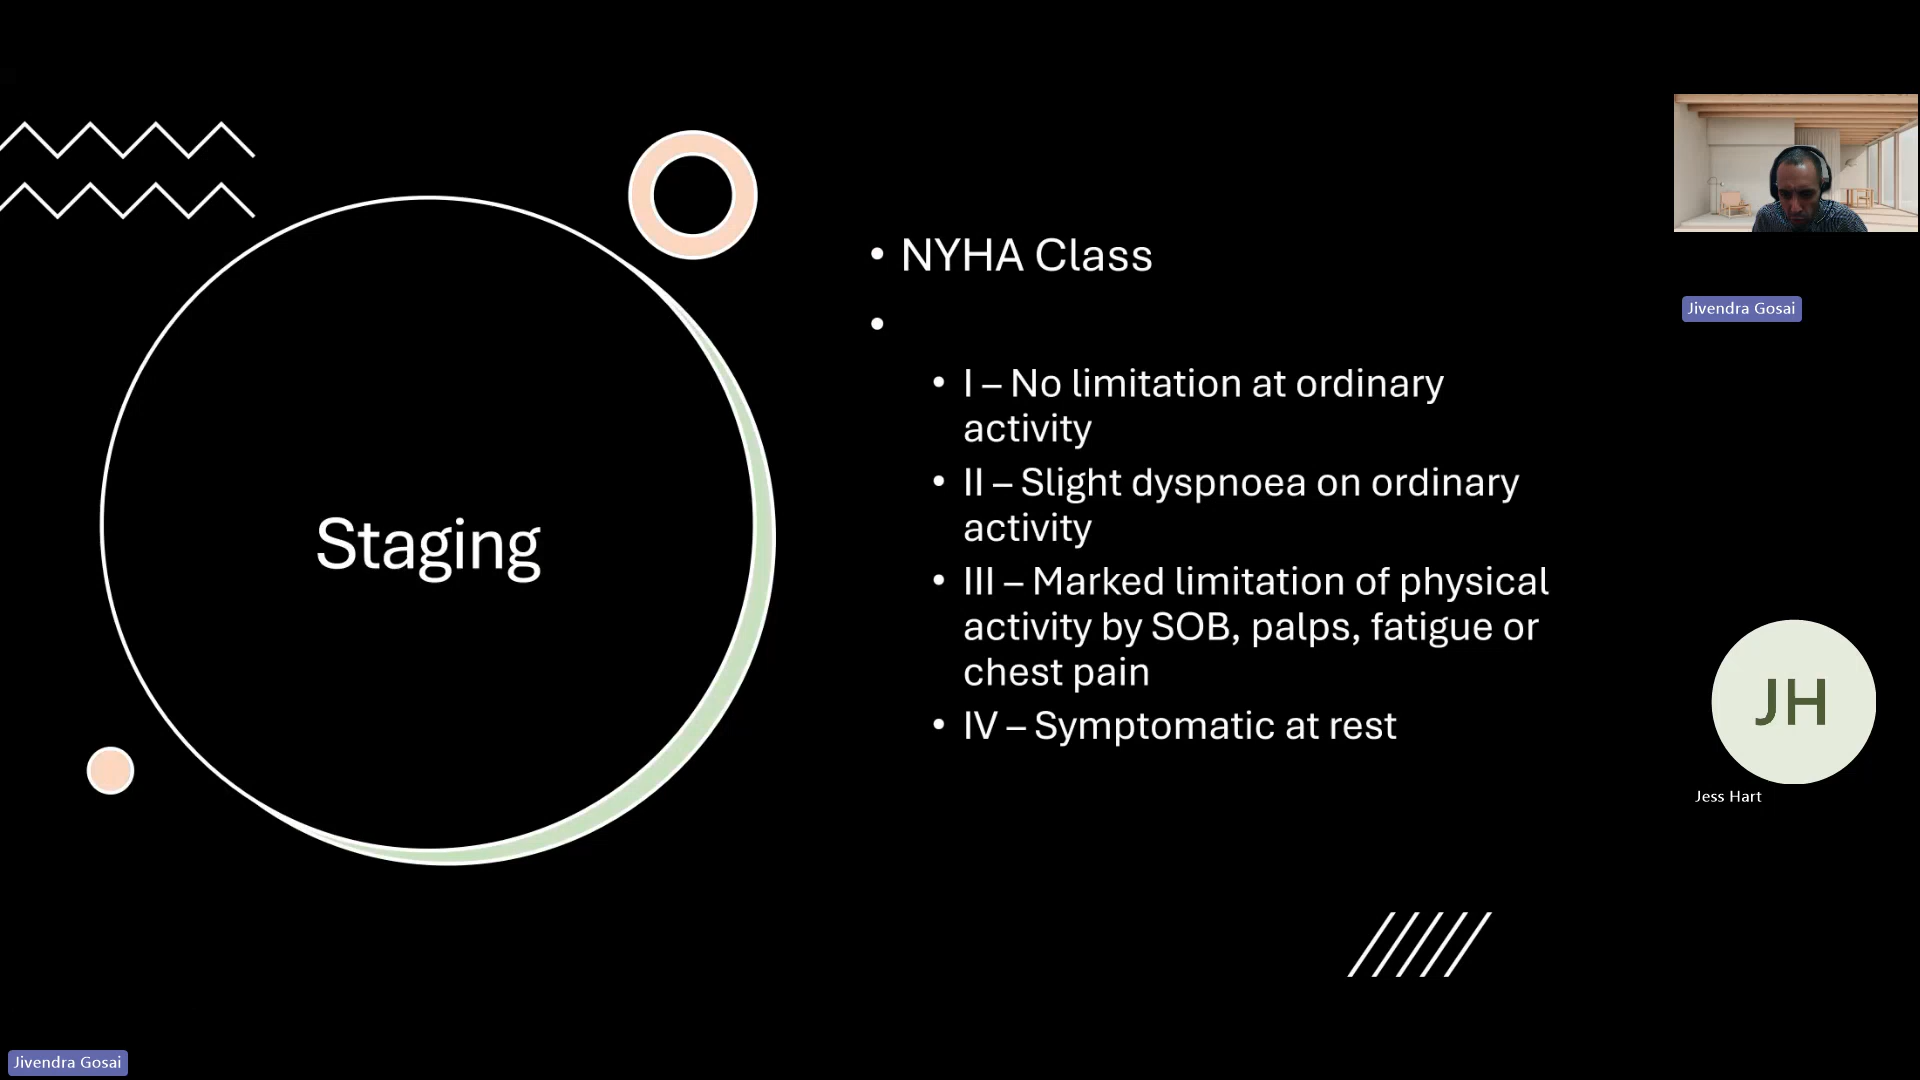 Staging
• NYHA Class
•
• I – No limitation at ordinary
activity
• II – Slight dyspnoea on ordinary
activity
• III – Marked limitation of physical
activity by SOB, palps, fatigue or
chest pain
• IV – Symptomatic at rest
Jivendra Gosai
JH
Jess Hart
Jivendra Gosai